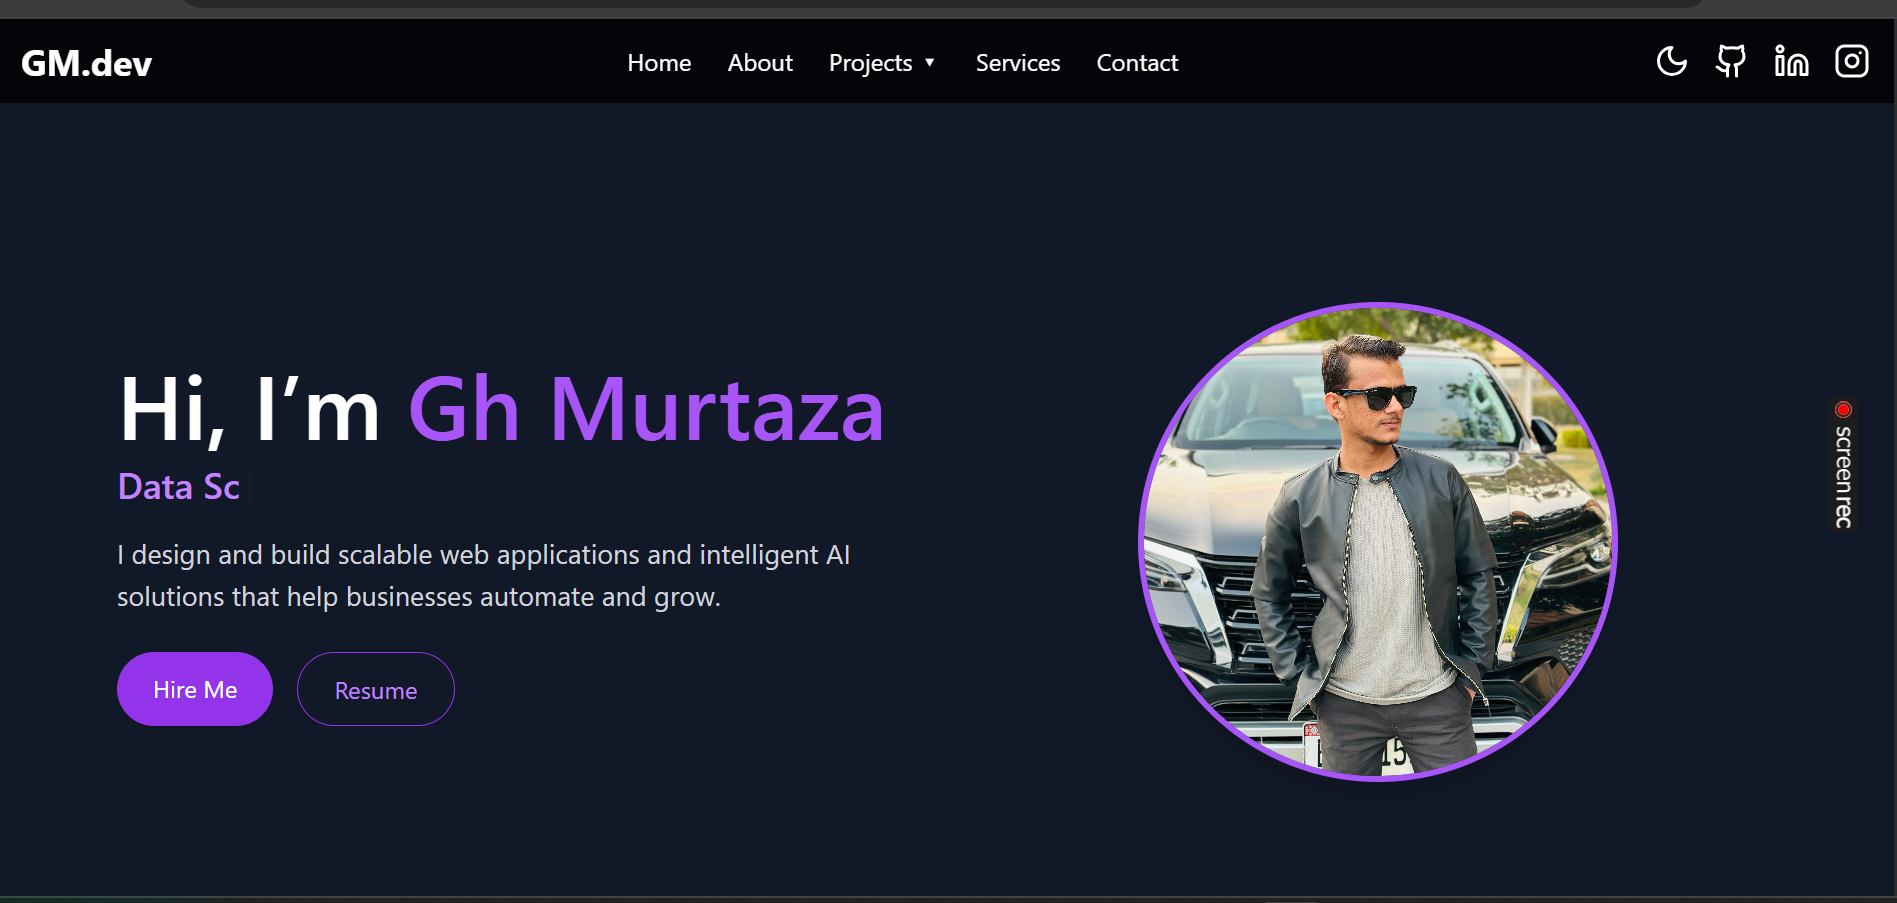 GM.dev
Home About Projects ▼ Services Contact
Hi, I’m Gh Murtaza
Data Sc
I design and build scalable web applications and intelligent AI
solutions that help businesses automate and grow.
Hire Me
Resume
screenrec